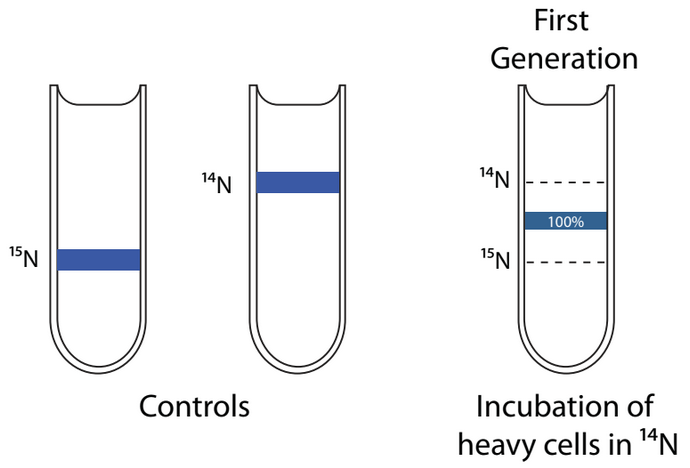 First
Generation
¹⁴N
¹⁴N
100%
¹⁵N
¹⁵N
Controls
Incubation of
heavy cells in ¹⁴N